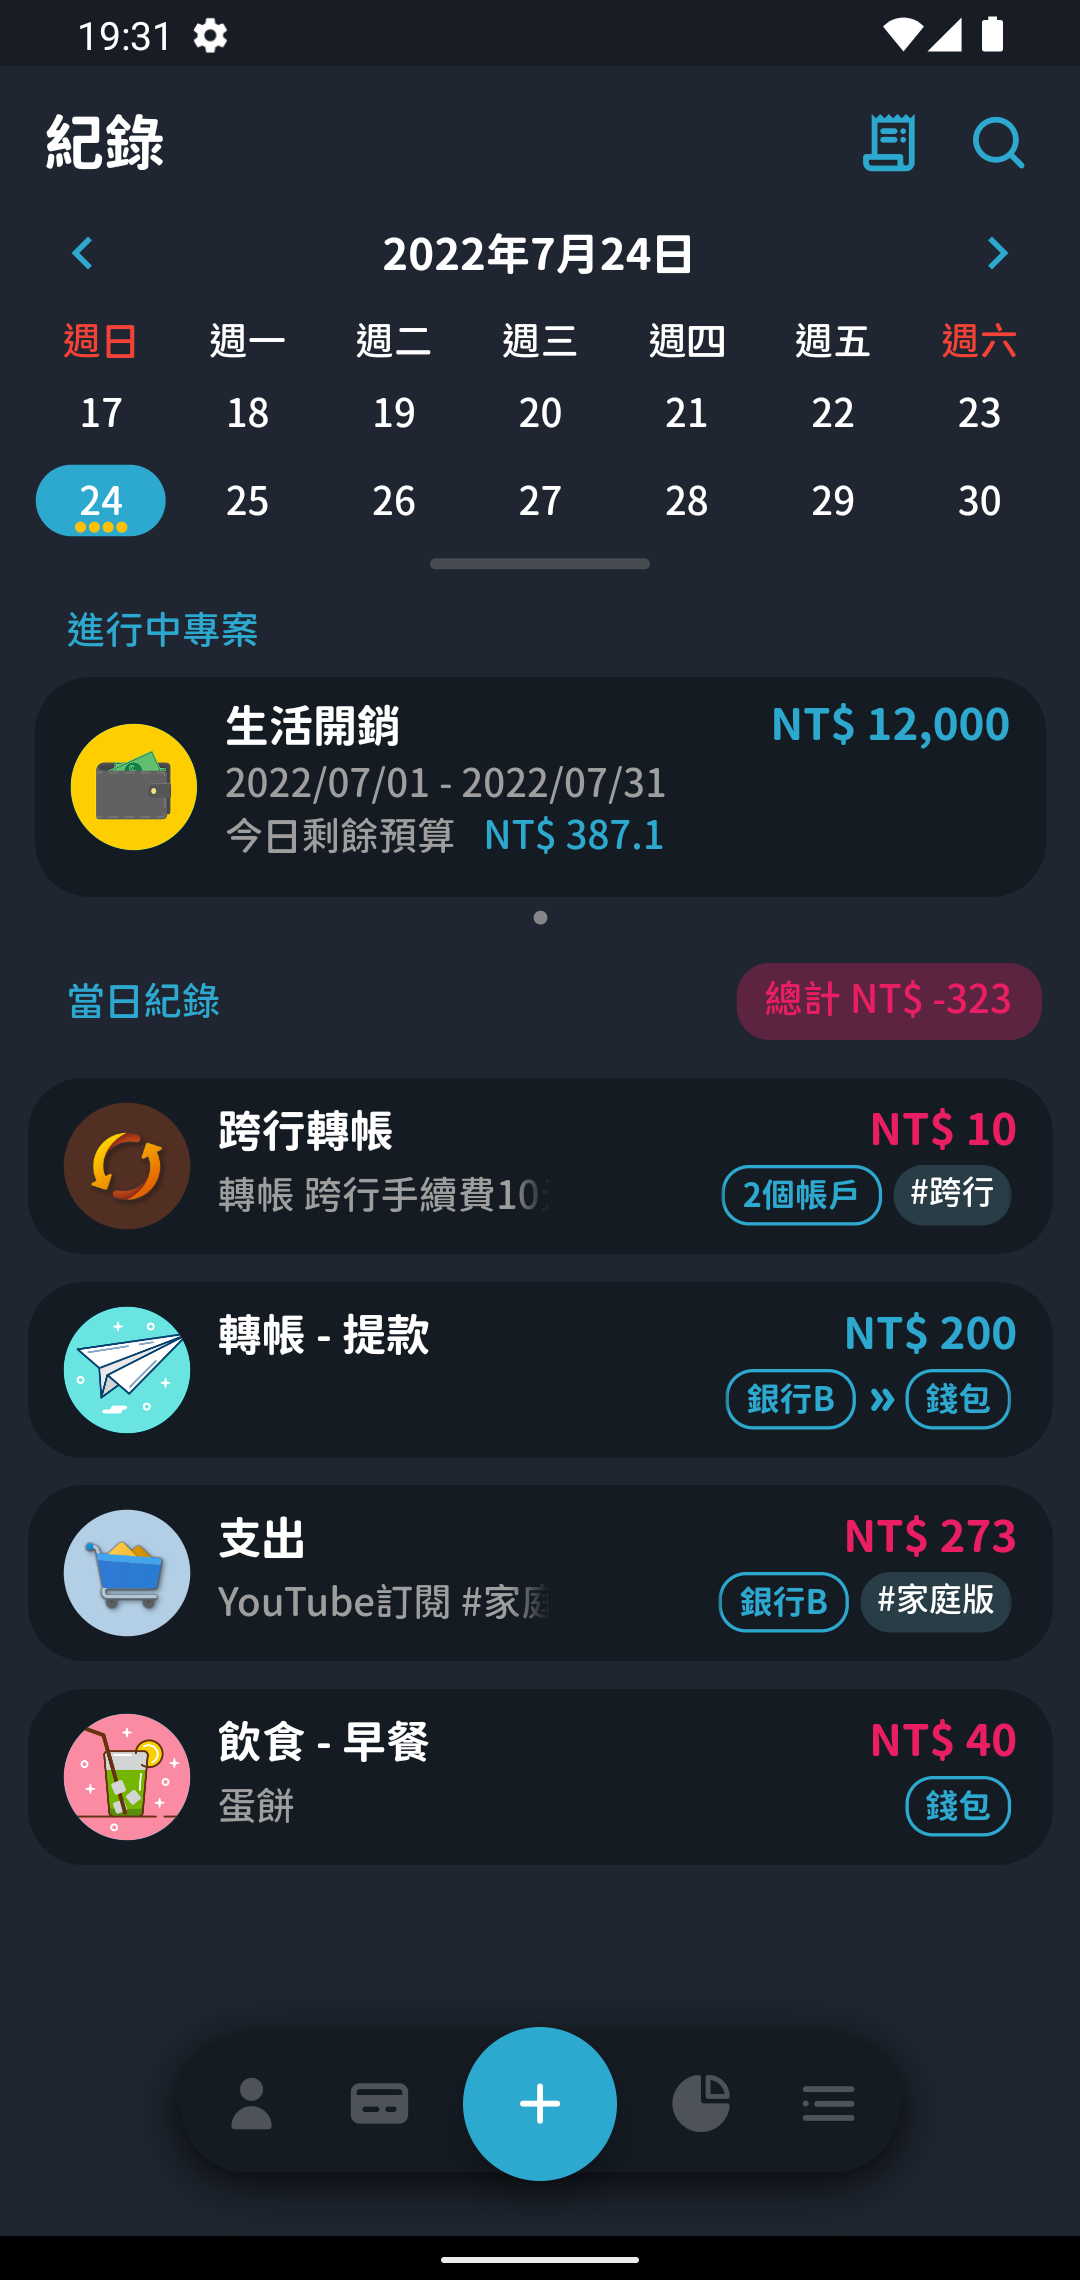 19:31
紀錄
2022年7月24日
週日 週一 週二 週三 週四 週五 週六
17 18 19 20 21 22 23
24 25 26 27 28 29 30
進行中專案
生活開銷 NT$ 12,000
2022/07/01 - 2022/07/31
今日剩餘預算 NT$ 387.1
當日紀錄 總計 NT$ -323
跨行轉帳 NT$ 10
轉帳 跨行手續費10 2個帳戶 #跨行
轉帳 - 提款 NT$ 200
銀行B » 錢包
支出 NT$ 273
YouTube訂閱 #家庭 銀行B #家庭版
飲食 - 早餐 NT$ 40
蛋餅 錢包